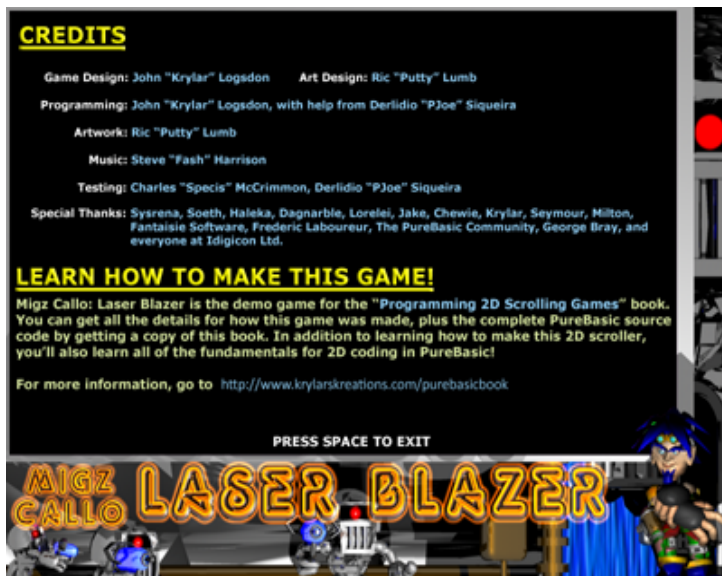 CREDITS
Game Design: John "Krylar" Logsdon Art Design: Ric "Putty" Lumb
Programming: John "Krylar" Logsdon, with help from Derlidio "PJoe" Siqueira
Artwork: Ric "Putty" Lumb
Music: Steve "Fash" Harrison
Testing: Charles "Specis" McCrimmon, Derlidio "PJoe" Siqueira
Special Thanks: Sysrena, Soeth, Haleka, Dagnarble, Lorelei, Jake, Chewie, Krylar, Seymour, Milton,
Fantaisie Software, Frederic Laboureur, The PureBasic Community, George Bray, and
everyone at Idigicon Ltd.
LEARN HOW TO MAKE THIS GAME!
Migz Callo: Laser Blazer is the demo game for the "Programming 2D Scrolling Games" book.
You can get all the details for how this game was made, plus the complete PureBasic source
code by getting a copy of this book. In addition to learning how to make this 2D scroller,
you'll also learn all of the fundamentals for 2D coding in PureBasic!
For more information, go to http://www.krylarskreations.com/purebasicbook
PRESS SPACE TO EXIT
MIGZ
CALLO
LASER BLAZER